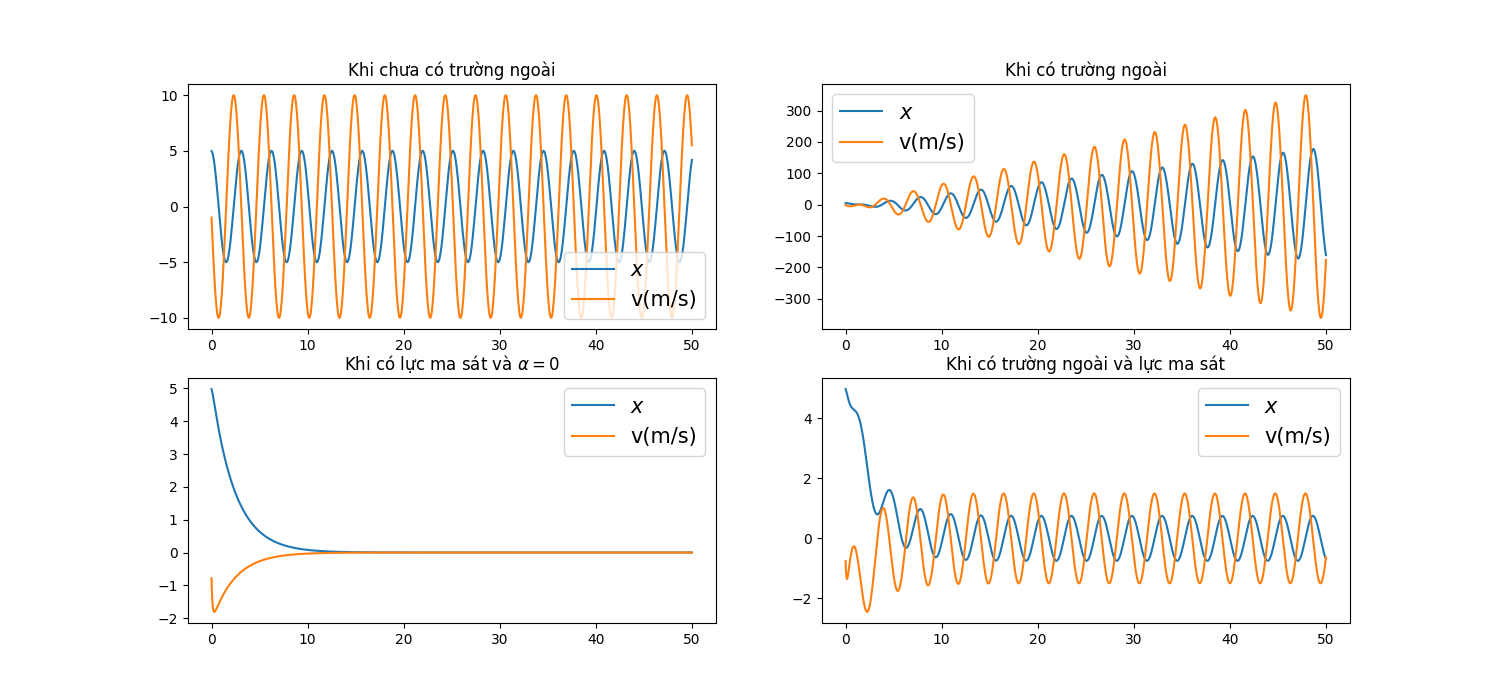 Khi chưa có trường ngoài
10
5
0
−5
−10
0 10 20 30 40 50
x
v(m/s)
Khi có trường ngoài
300
200
100
0
−100
−200
−300
0 10 20 30 40 50
x
v(m/s)
Khi có lực ma sát và α = 0
5
4
3
2
1
0
−1
−2
0 10 20 30 40 50
x
v(m/s)
Khi có trường ngoài và lực ma sát
4
2
0
−2
0 10 20 30 40 50
x
v(m/s)